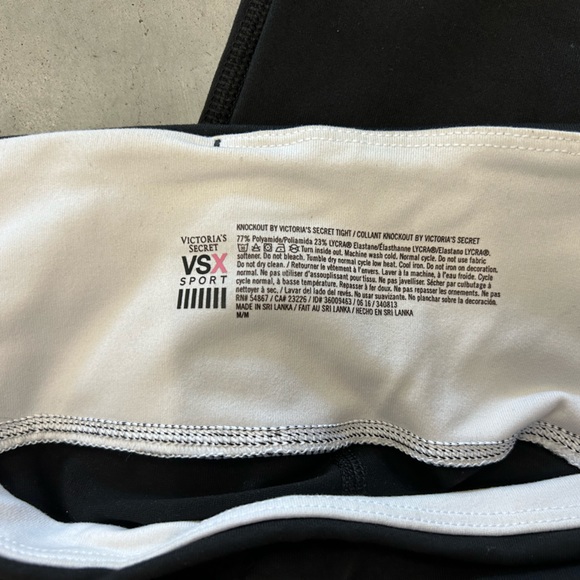 VICTORIA'S
SECRET
VSX
SPORT
KNOCKOUT BY VICTORIA'S SECRET TIGHT / COLLANT KNOCKOUT BY VICTORIA'S SECRET
77% Polyamide/Poliamida 23% LYCRA® Elastane/Élasthanne LYCRA®/Elastano LYCRA®.
Turn inside out. Machine wash cold. Normal cycle. Do not use fabric
softener. Do not bleach. Tumble dry normal cycle low heat. Cool iron. Do not iron on decoration.
Do not dry clean. / Retourner le vêtement à l'envers. Laver à la machine, à l'eau froide. Cycle
normal. Ne pas utiliser d'assouplissant pour tissu. Ne pas javelliser. Sécher par culbutage à
cycle normal, à basse température. Repasser à fer doux. Ne pas repasser les ornements. Ne pas
nettoyer à sec. / Lavar del lado del revés. No usar suavizante. No planchar sobre la decoración.
RN# 54867 / CA# 23226 / ID# 36009463 / 06 16 / 340813
MADE IN SRI LANKA / FAIT AU SRI LANKA / HECHO EN SRI LANKA
M/M